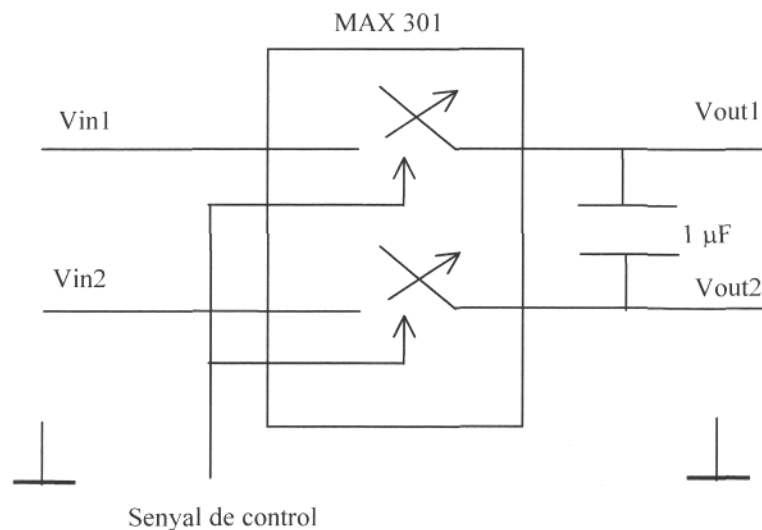 MAX 301
Vin1
Vout1
1 µF
Vin2
Vout2
Senyal de control